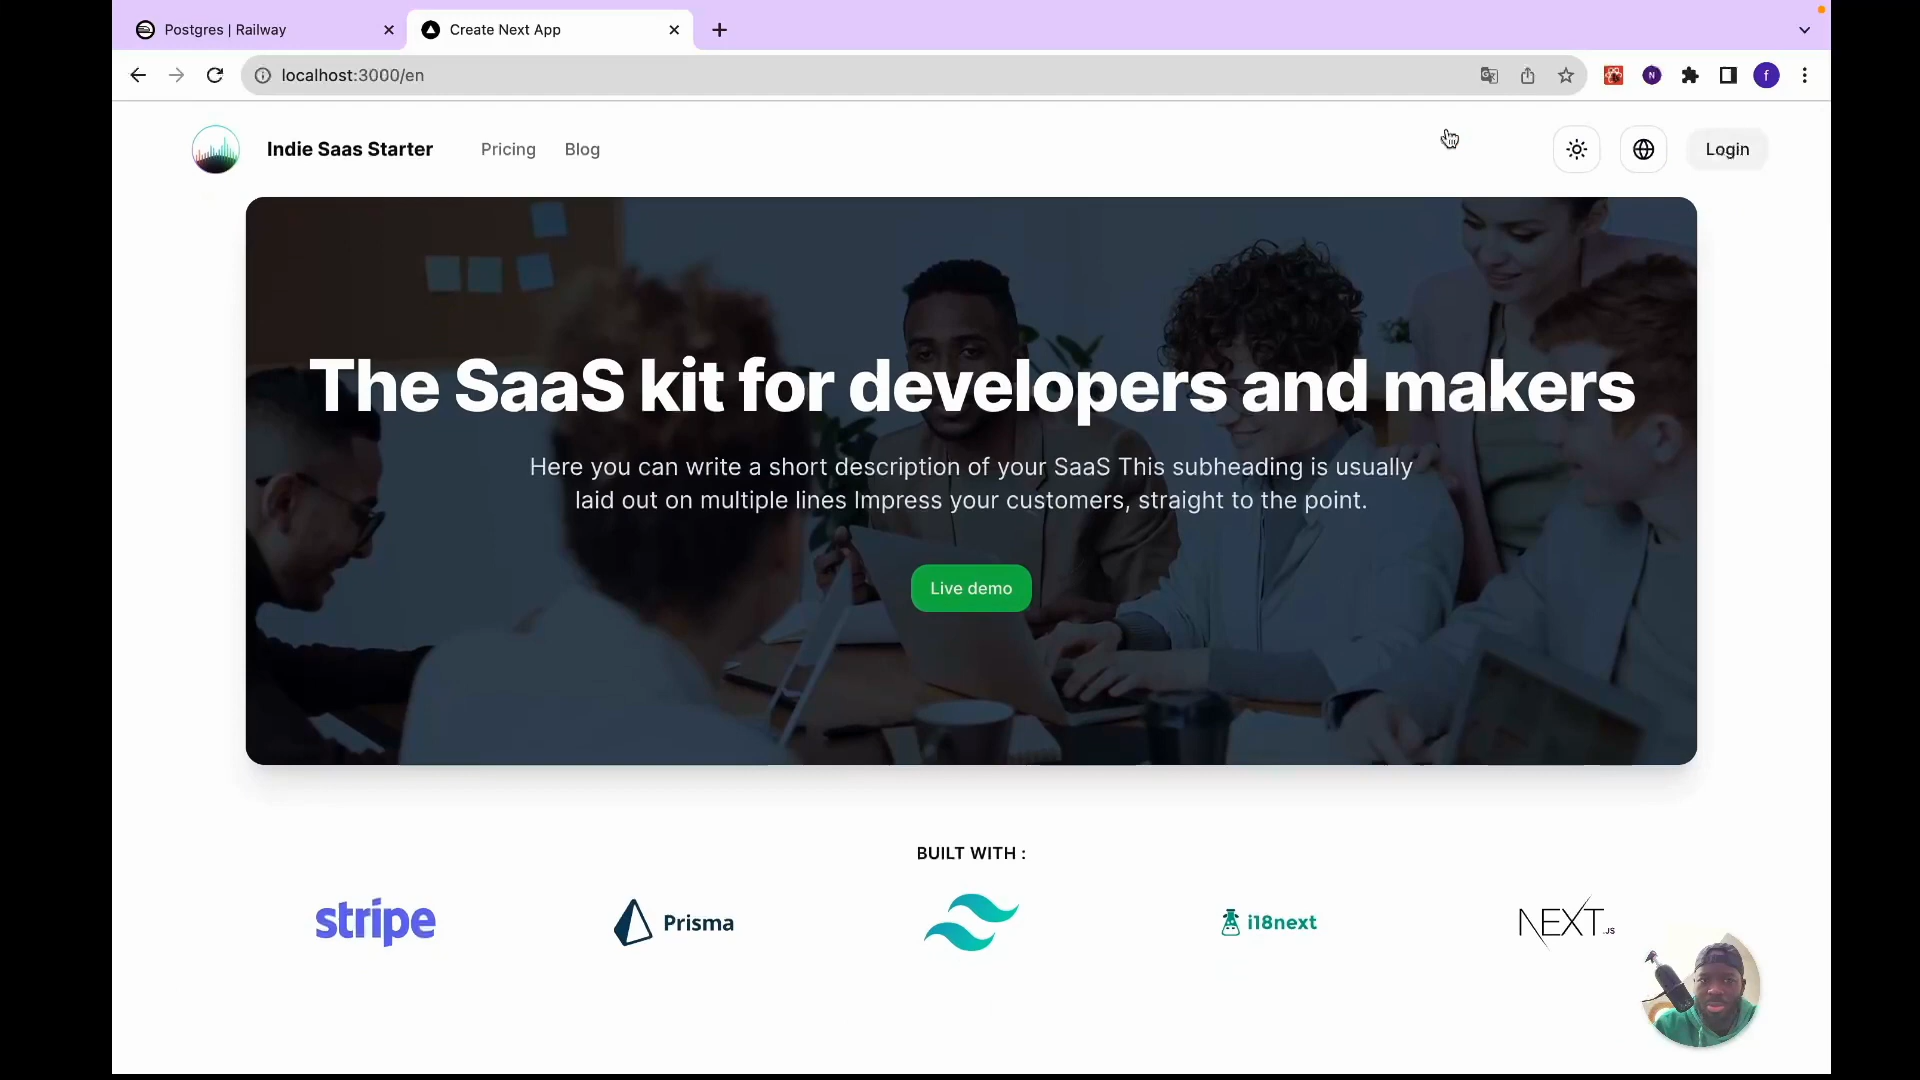 Postgres | Railway
Create Next App
localhost:3000/en
N
f
Indie Saas Starter
Pricing
Blog
Login
The SaaS kit for developers and makers
Here you can write a short description of your SaaS This subheading is usually
laid out on multiple lines Impress your customers, straight to the point.
Live demo
BUILT WITH :
stripe
Prisma
i18next
NEXT.JS